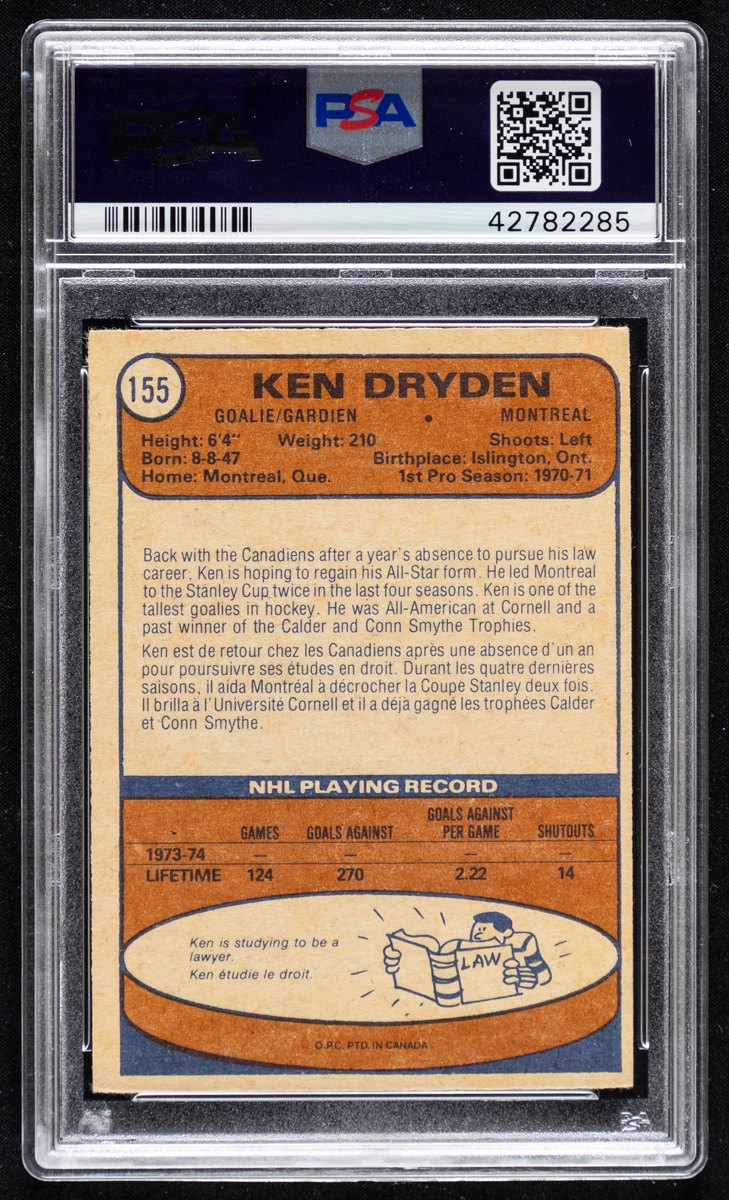 PSA
PSA
42782285
155
KEN DRYDEN
GOALIE/GARDIEN • MONTREAL
Height: 6'4" Weight: 210 Shoots: Left
Born: 8-8-47 Birthplace: Islington, Ont.
Home: Montreal, Que. 1st Pro Season: 1970-71
Back with the Canadiens after a year's absence to pursue his law
career, Ken is hoping to regain his All-Star form. He led Montreal
to the Stanley Cup twice in the last four seasons. Ken is one of the
tallest goalies in hockey. He was All-American at Cornell and a
past winner of the Calder and Conn Smythe Trophies.
Ken est de retour chez les Canadiens après une absence d'un an
pour poursuivre ses études en droit. Durant les quatre dernières
saisons, il aida Montréal à décrocher la Coupe Stanley deux fois.
Il brilla à l'Université Cornell et il a déjà gagné les trophées Calder
et Conn Smythe.
NHL PLAYING RECORD
GAMES GOALS AGAINST GOALS AGAINST PER GAME SHUTOUTS
1973-74 — — — —
LIFETIME 124 270 2.22 14
Ken is studying to be a
lawyer.
Ken étudie le droit.
LAW
O.P.C. PTD. IN CANADA